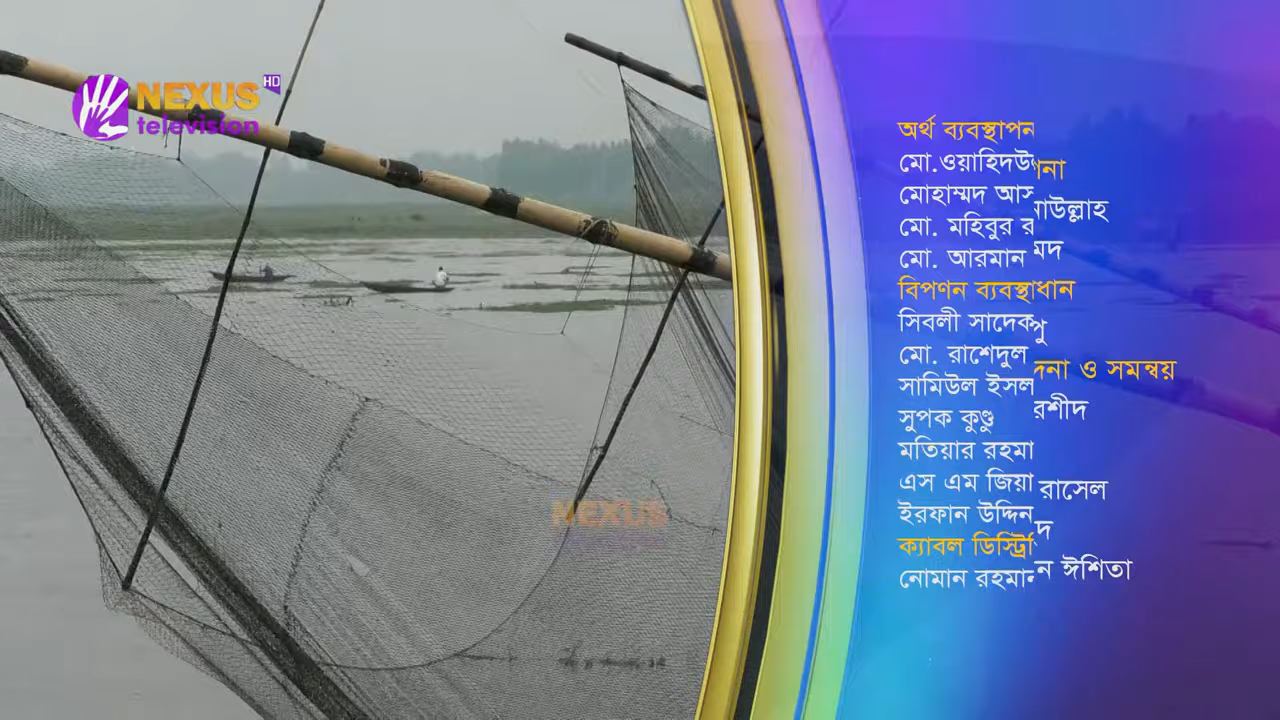 NEXUS HD
television
অর্থ ব্যবস্থাপন
মো.ওয়াহিদউ
মোহাম্মদ আস
মো. মহিবুর র
মো. আরমান
বিপণন ব্যবস্থা
সিবলী সাদেক
মো. রাশেদুল
সামিউল ইসল
সুপক কুণ্ডু
মতিয়ার রহমা
এস এম জিয়া
ইরফান উদ্দিন
ক্যাবল ডিস্ট্রি
নোমান রহমান
না
াউল্লাহ
মদ
ধান
পু
দনা ও সমন্বয়
রশীদ
রাসেল
দ
ন ঈশিতা
NEXUS